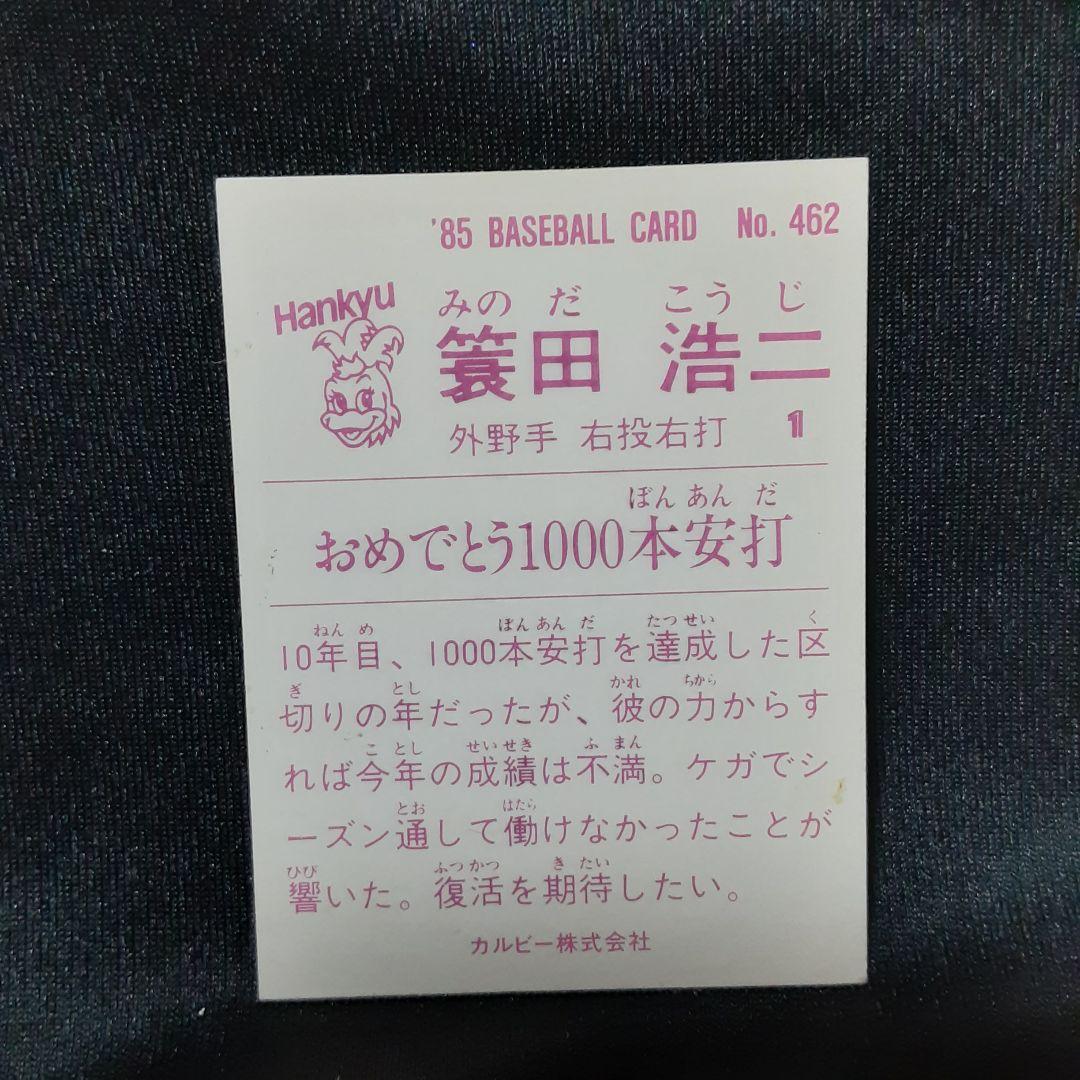 '85 BASEBALL CARD No. 462
Hankyu
みのだ こうじ
簑田 浩二
外野手 右投右打 1
ぼんあんだ
おめでとう1000本安打
ねんめ ぼんあんだ たっせい く
10年目、1000本安打を達成した区
ぎ とし かれ ちから
切りの年だったが、彼の力からす
ことし せいせき ふまん
れば今年の成績は不満。ケガでシ
とお はたら
ーズン通して働けなかったことが
ひび ふっかつ きたい
響いた。復活を期待したい。
カルビー株式会社